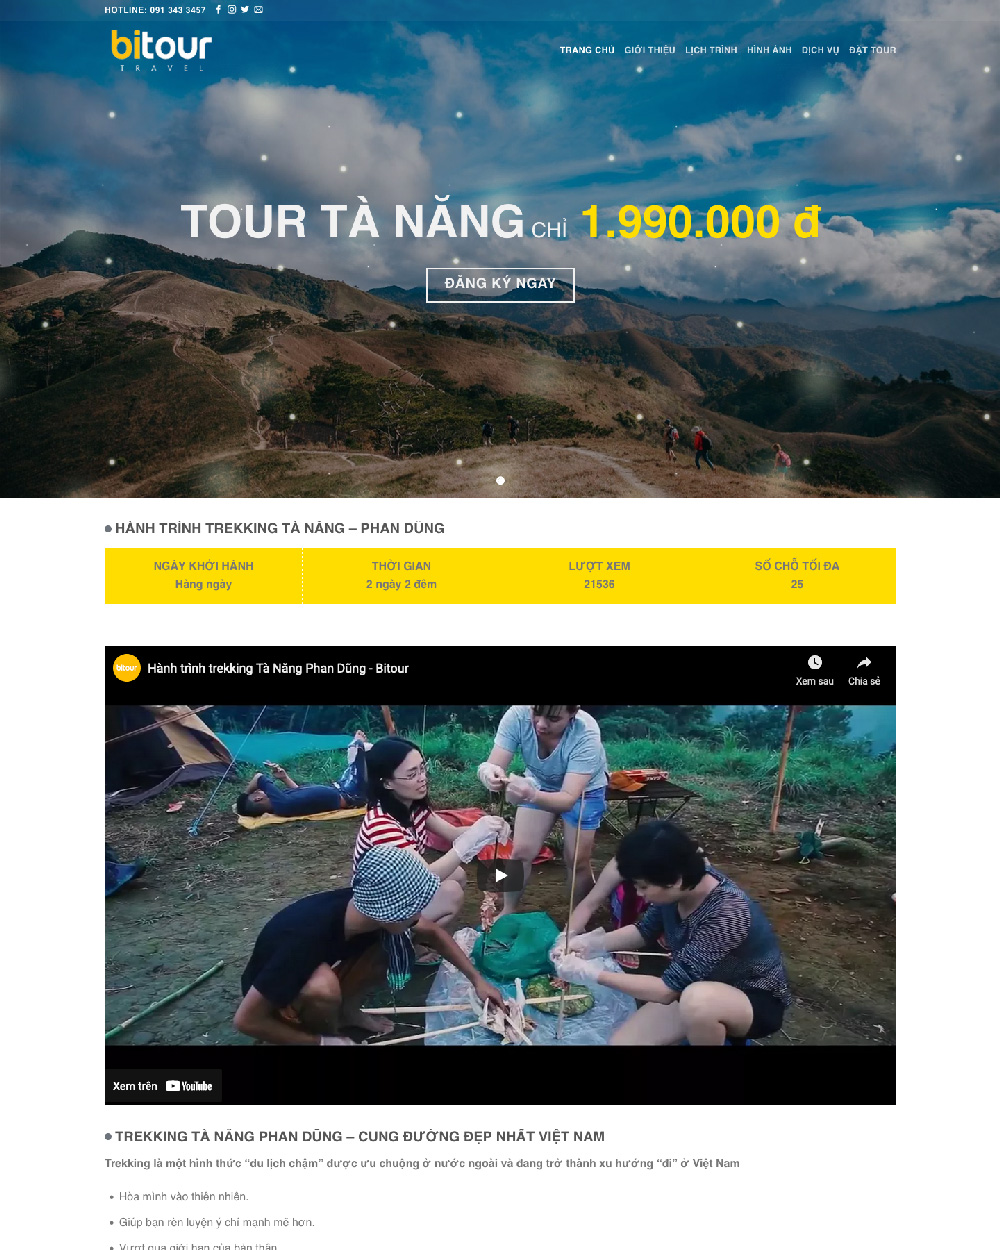 HOTLINE: 091 343 3457
bitour
TRAVEL
TRANG CHỦ GIỚI THIỆU LỊCH TRÌNH HÌNH ẢNH DỊCH VỤ ĐẶT TOUR
TOUR TÀ NĂNG CHỈ 1.990.000 đ
ĐĂNG KÝ NGAY
HÀNH TRÌNH TREKKING TÀ NĂNG – PHAN DŨNG
NGÀY KHỞI HÀNH THỜI GIAN LƯỢT XEM SỐ CHỖ TỐI ĐA
Hàng ngày 2 ngày 2 đêm 21536 25
bitour
Hành trình trekking Tà Năng Phan Dũng - Bitour
Xem sau Chia sẻ
Xem trên YouTube
TREKKING TÀ NĂNG PHAN DŨNG – CUNG ĐƯỜNG ĐẸP NHẤT VIỆT NAM
Trekking là một hình thức “du lịch chậm” được ưu chuộng ở nước ngoài và đang trở thành xu hướng “đi” ở Việt Nam
Hòa mình vào thiên nhiên.
Giúp bạn rèn luyện ý chí mạnh mẽ hơn.
Vượt qua giới hạn của bản thân